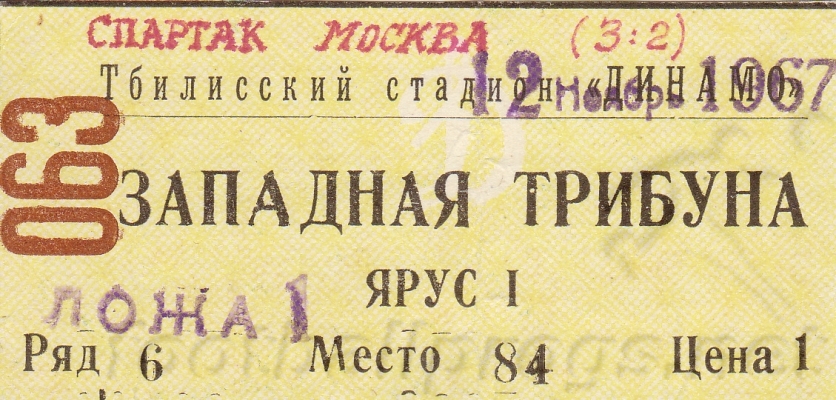 СПАРТАК МОСКВА (3:2)
Тбилисский стадион «ДИНАМО»
12 Ноябрь 1967
063
ЗАПАДНАЯ ТРИБУНА
ЯРУС I
ЛОЖА 1
Ряд 6 Место 84 Цена 1